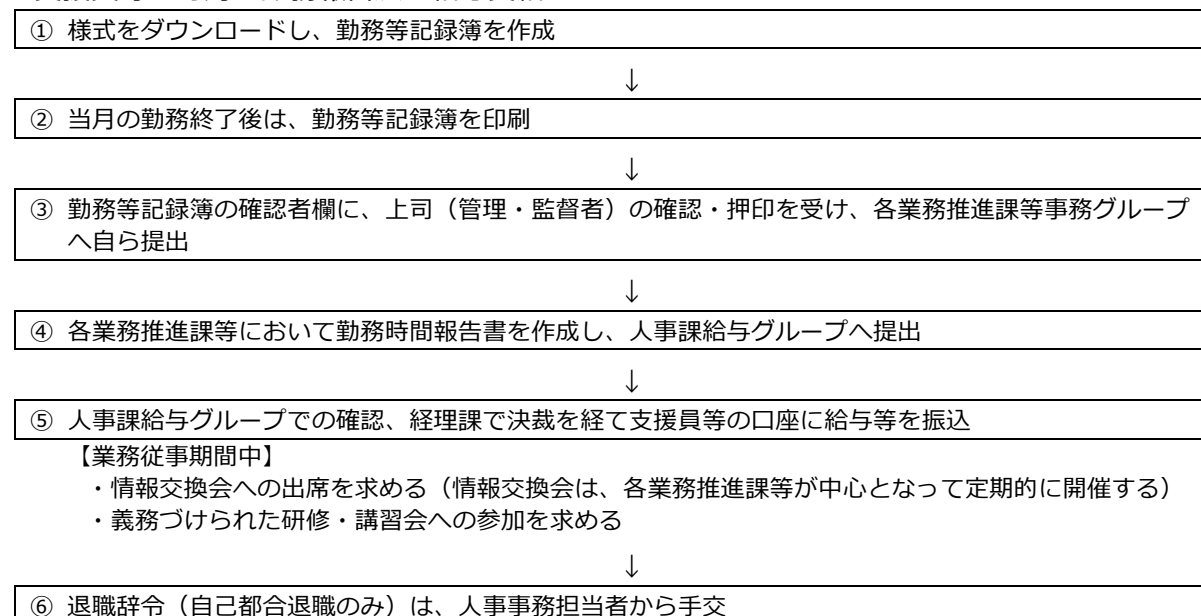 ① 様式をダウンロードし、勤務等記録簿を作成
↓
② 当月の勤務終了後は、勤務等記録簿を印刷
↓
③ 勤務等記録簿の確認者欄に、上司（管理・監督者）の確認・押印を受け、各業務推進課等事務グループ
へ自ら提出
↓
④ 各業務推進課等において勤務時間報告書を作成し、人事課給与グループへ提出
↓
⑤ 人事課給与グループでの確認、経理課で決裁を経て支援員等の口座に給与等を振込
【業務従事期間中】
・情報交換会への出席を求める（情報交換会は、各業務推進課等が中心となって定期的に開催する）
・義務づけられた研修・講習会への参加を求める
↓
⑥ 退職辞令（自己都合退職のみ）は、人事事務担当者から手交